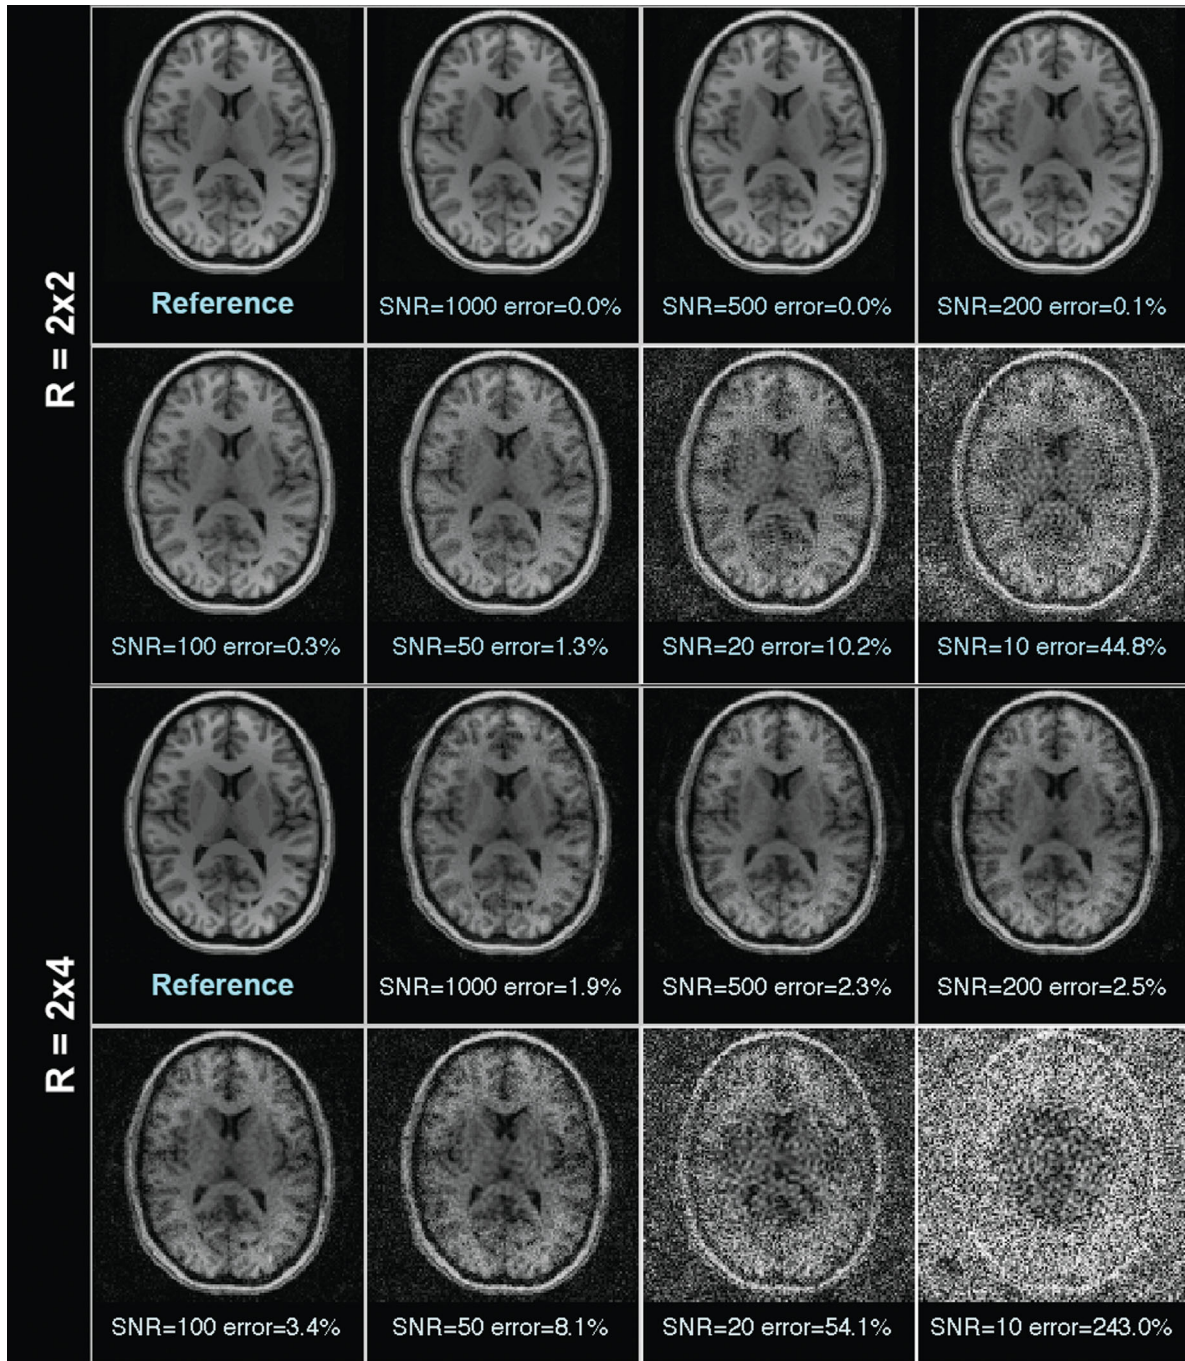 R = 2x2
Reference
SNR=1000 error=0.0%
SNR=500 error=0.0%
SNR=200 error=0.1%
SNR=100 error=0.3%
SNR=50 error=1.3%
SNR=20 error=10.2%
SNR=10 error=44.8%
R = 2x4
Reference
SNR=1000 error=1.9%
SNR=500 error=2.3%
SNR=200 error=2.5%
SNR=100 error=3.4%
SNR=50 error=8.1%
SNR=20 error=54.1%
SNR=10 error=243.0%